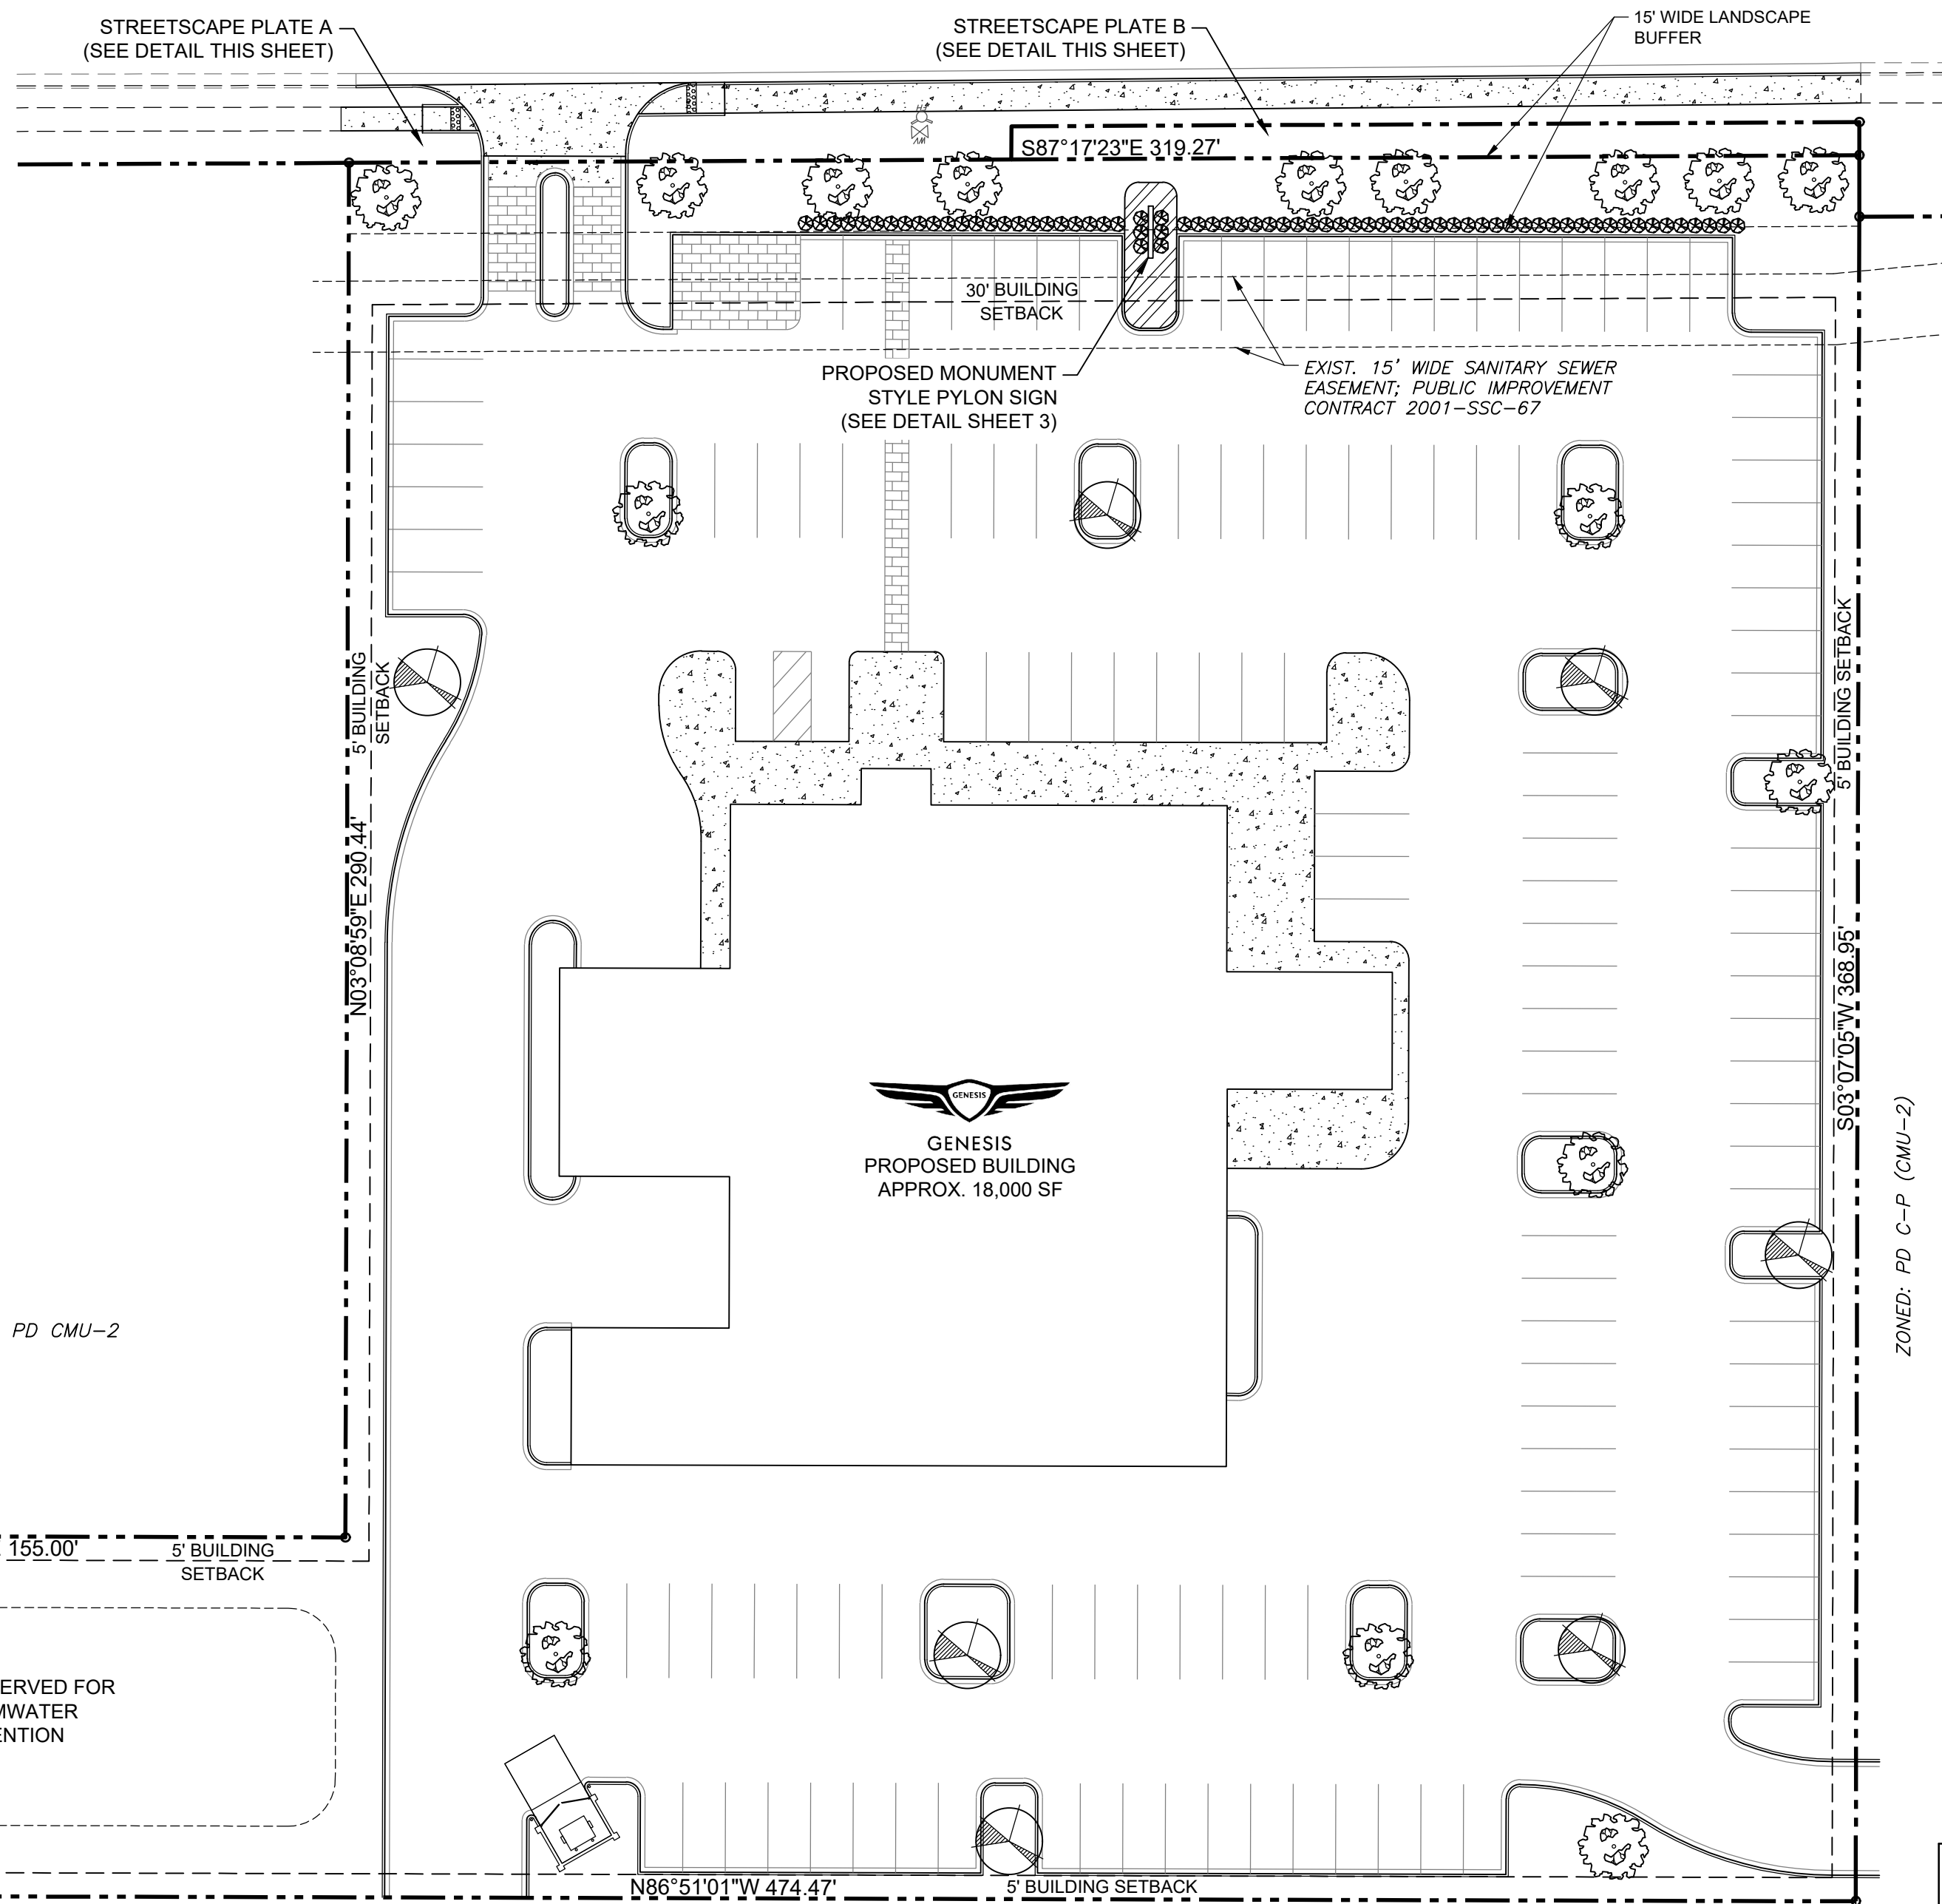 STREETSCAPE PLATE A
(SEE DETAIL THIS SHEET)
STREETSCAPE PLATE B
(SEE DETAIL THIS SHEET)
15' WIDE LANDSCAPE
BUFFER
S87°17'23"E 319.27'
30' BUILDING
SETBACK
PROPOSED MONUMENT
STYLE PYLON SIGN
(SEE DETAIL SHEET 3)
EXIST. 15' WIDE SANITARY SEWER
EASEMENT; PUBLIC IMPROVEMENT
CONTRACT 2001-SSC-67
5' BUILDING
SETBACK
5' BUILDING SETBACK
N03°08'59"E 290.44'
S03°07'05"W 368.95'
ZONED: PD C-P (CMU-2)
GENESIS
GENESIS
PROPOSED BUILDING
APPROX. 18,000 SF
PD CMU-2
155.00'
5' BUILDING
SETBACK
ERVED FOR
MWATER
ENTION
N86°51'01"W 474.47'
5' BUILDING SETBACK